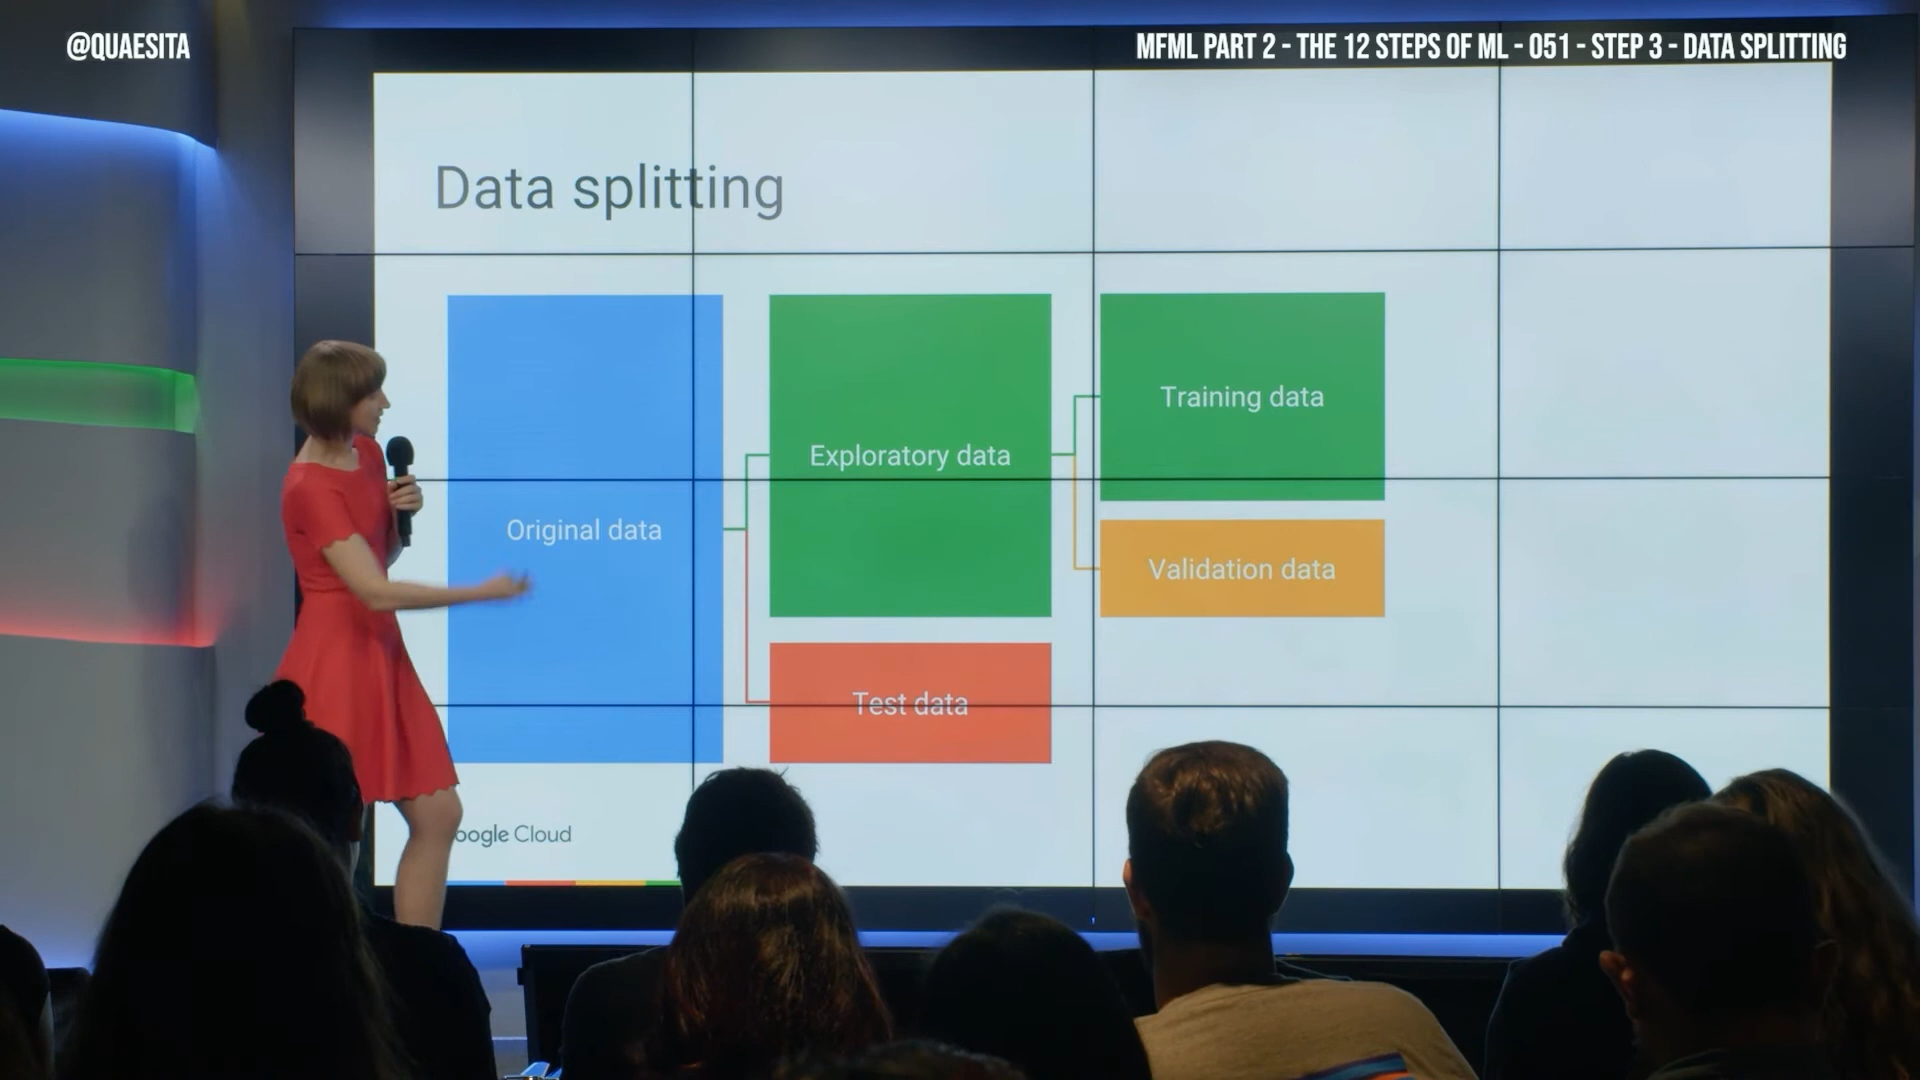 @QUAESITA
MFML PART 2 - THE 12 STEPS OF ML - 051 - STEP 3 - DATA SPLITTING
Data splitting
Original data
Exploratory data
Test data
Training data
Validation data
oogle Cloud